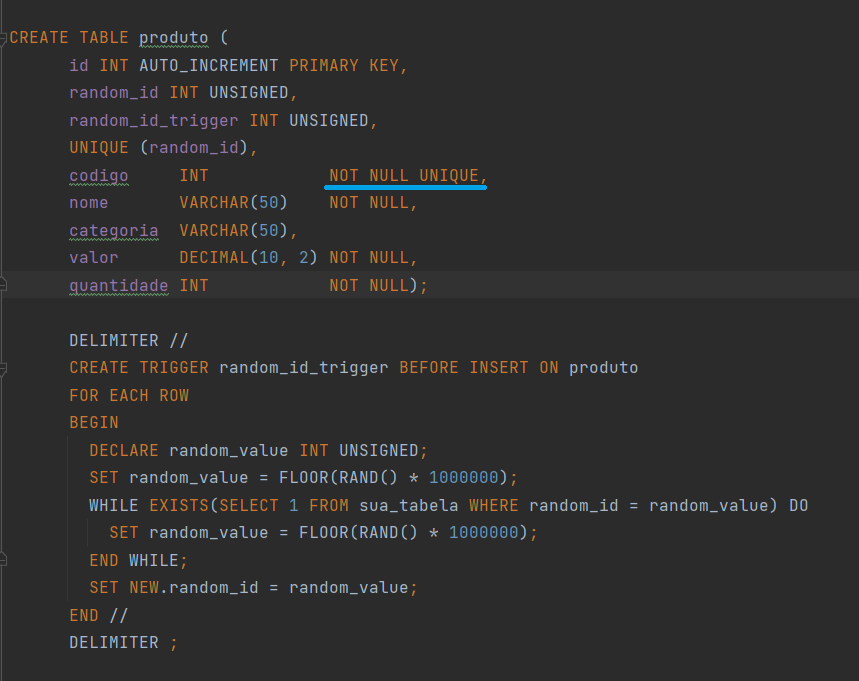 CREATE TABLE produto (
id INT AUTO_INCREMENT PRIMARY KEY,
random_id INT UNSIGNED,
random_id_trigger INT UNSIGNED,
UNIQUE (random_id),
codigo INT NOT NULL UNIQUE,
nome VARCHAR(50) NOT NULL,
categoria VARCHAR(50),
valor DECIMAL(10, 2) NOT NULL,
quantidade INT NOT NULL);
DELIMITER //
CREATE TRIGGER random_id_trigger BEFORE INSERT ON produto
FOR EACH ROW
BEGIN
DECLARE random_value INT UNSIGNED;
SET random_value = FLOOR(RAND() * 1000000);
WHILE EXISTS(SELECT 1 FROM sua_tabela WHERE random_id = random_value) DO
SET random_value = FLOOR(RAND() * 1000000);
END WHILE;
SET NEW.random_id = random_value;
END //
DELIMITER ;